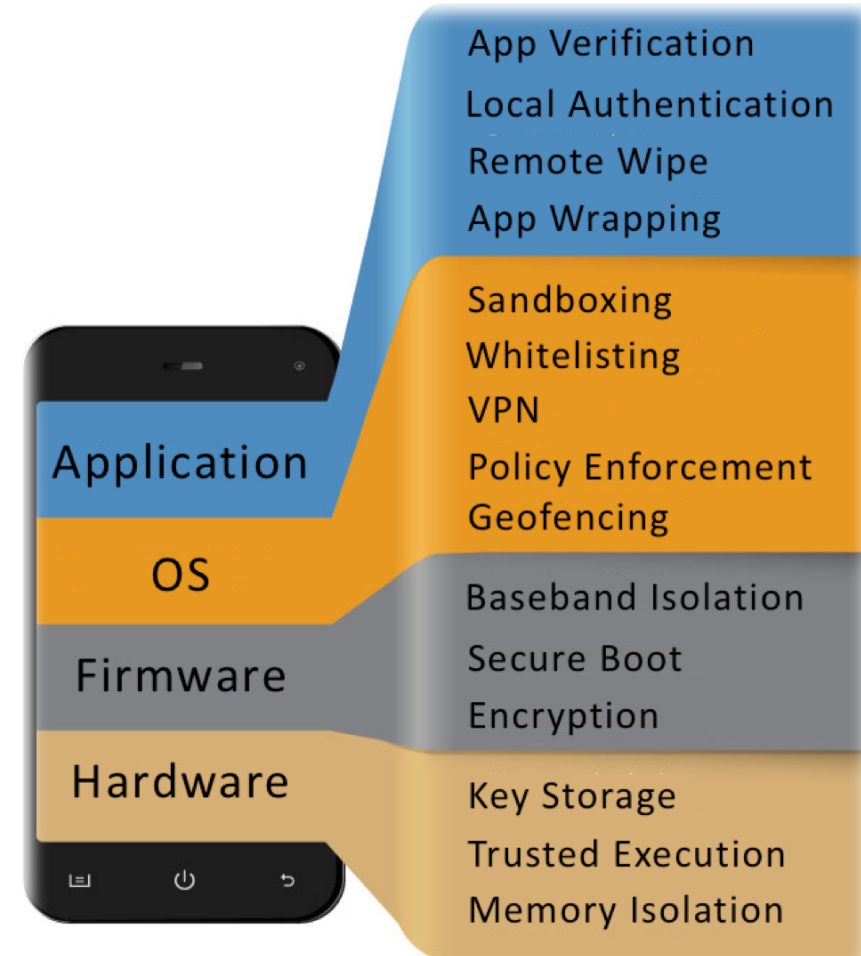 App Verification
Local Authentication
Remote Wipe
App Wrapping
Sandboxing
Whitelisting
VPN
Policy Enforcement
Geofencing
Baseband Isolation
Secure Boot
Encryption
Key Storage
Trusted Execution
Memory Isolation
Application
OS
Firmware
Hardware